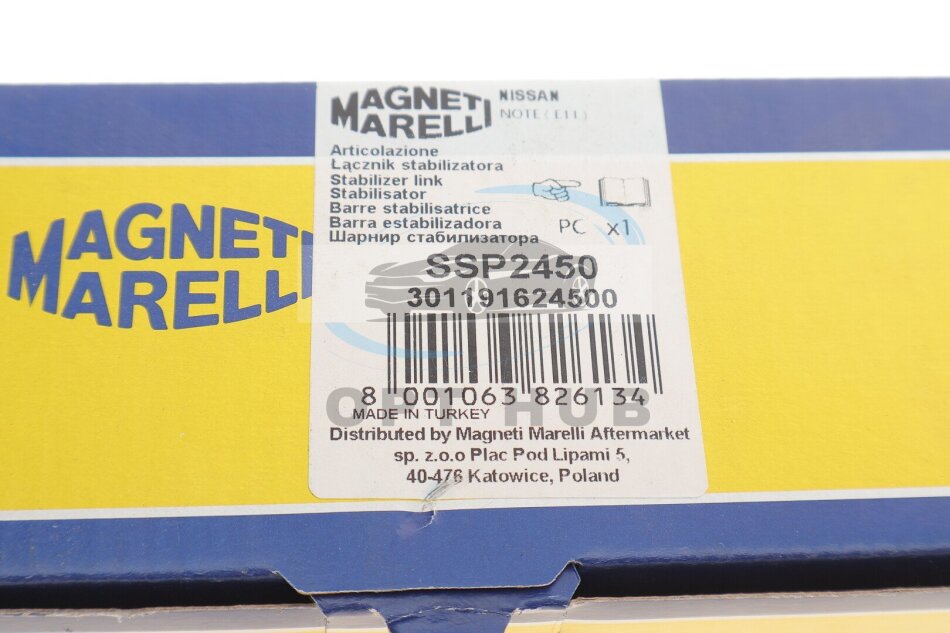 MAGNETI
MARELLI
MAGNETI
MARELLI
NISSAN
NOTE (E11)
Articolazione
Łącznik stabilizatora
Stabilizer link
Stabilisator
Barre stabilisatrice
Barra estabilizadora
Шарнир стабилизатора
PC x1
SSP2450
301191624500
8 001063 826134
OPT HUB
MADE IN TURKEY
Distributed by Magneti Marelli Aftermarket
sp. z.o.o Plac Pod Lipami 5,
40-476 Katowice, Poland